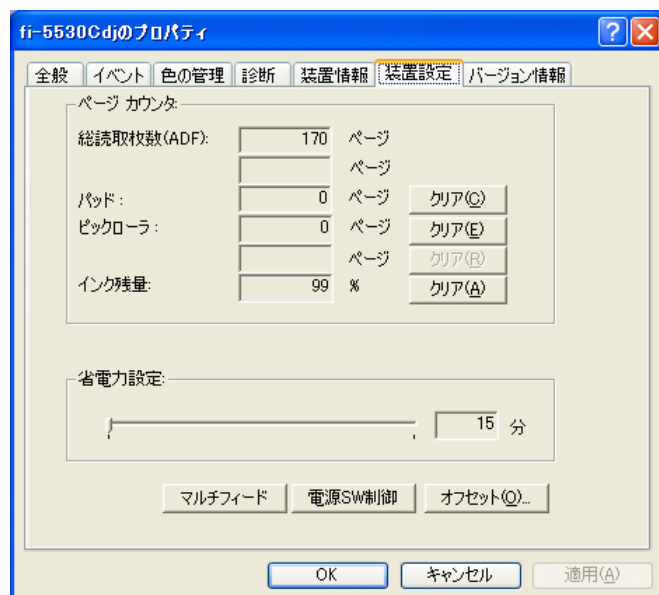 fi-5530Cdjのプロパティ
全般 イベント 色の管理 診断 装置情報 装置設定 バージョン情報
ページ カウンタ:
総読取枚数(ADF): 170 ページ
ページ
パッド: 0 ページ クリア(C)
ピックローラ: 0 ページ クリア(E)
ページ クリア(R)
インク残量: 99 % クリア(A)
省電力設定:
15 分
マルチフィード 電源SW制御 オフセット(O)...
OK キャンセル 適用(A)